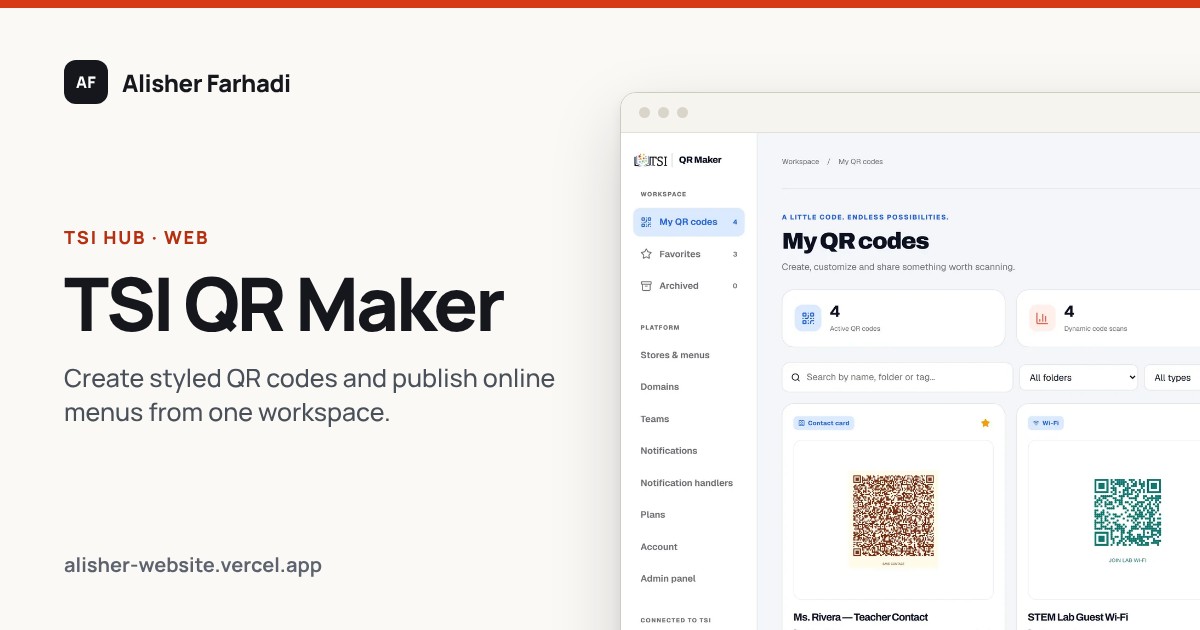 AF
Alisher Farhadi
TSI HUB · WEB
TSI QR Maker
Create styled QR codes and publish online
menus from one workspace.
alisher-website.vercel.app
TSI QR Maker
WORKSPACE
My QR codes 4
Favorites 3
Archived 0
PLATFORM
Stores & menus
Domains
Teams
Notifications
Notification handlers
Plans
Account
Admin panel
CONNECTED TO TSI
Workspace / My QR codes
A LITTLE CODE. ENDLESS POSSIBILITIES.
My QR codes
Create, customize and share something worth scanning.
4
Active QR codes
4
Dynamic code scans
Search by name, folder or tag...
All folders
All types
Contact card
Ms. Rivera — Teacher Contact
Wi-Fi
JOIN LAB WI-FI
STEM Lab Guest Wi-Fi